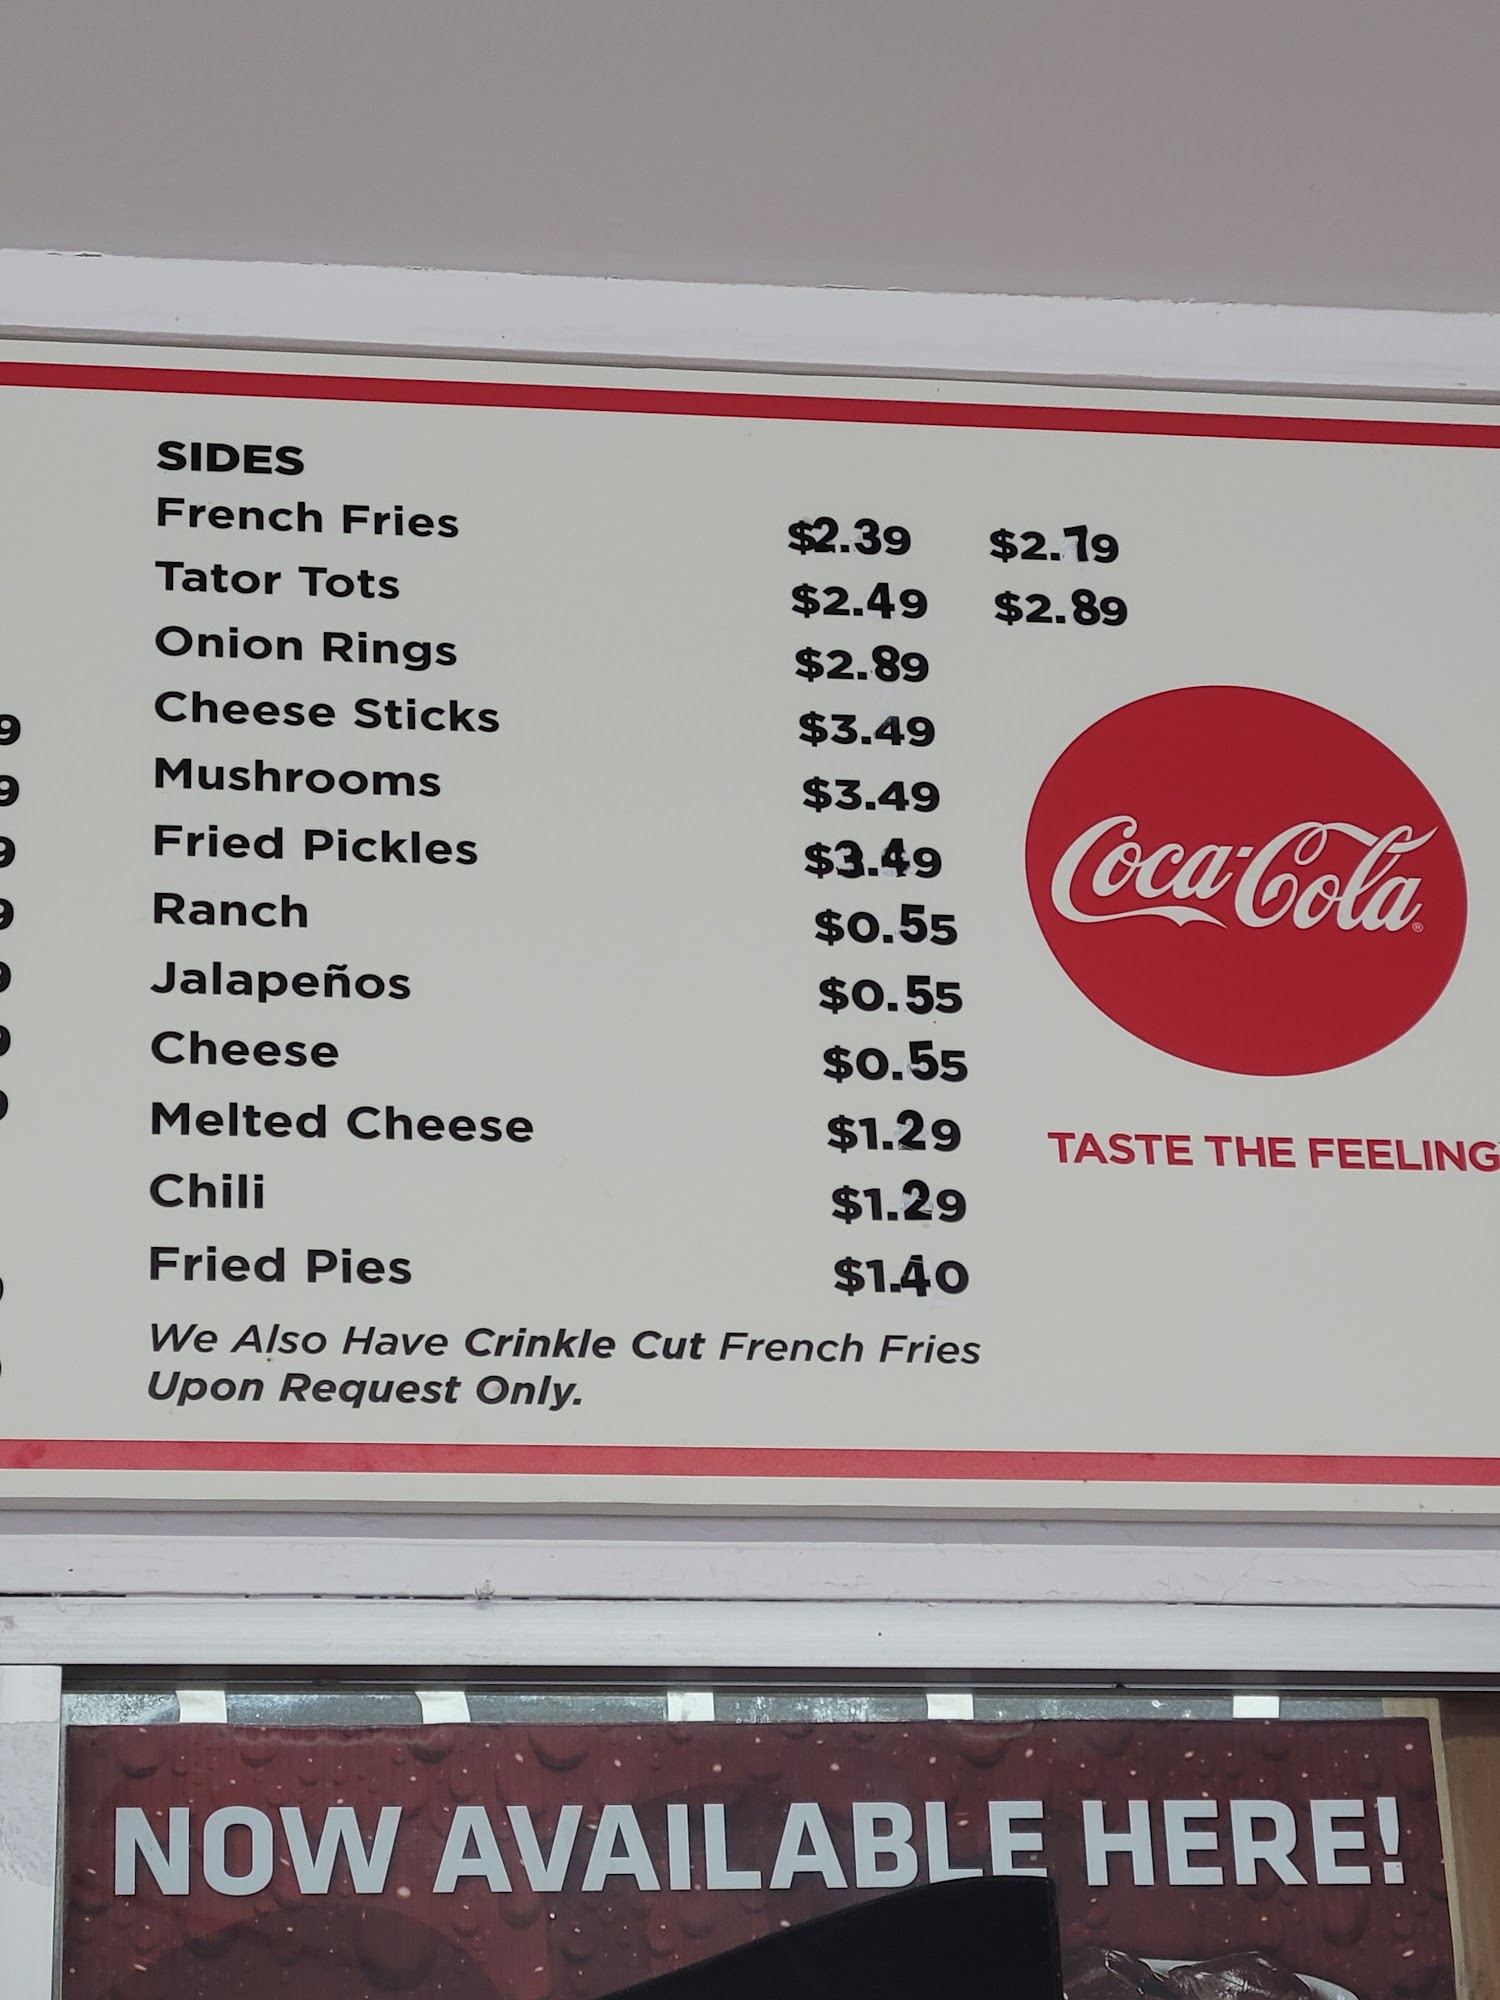 SIDES
French Fries $2.39 $2.79
Tator Tots $2.49 $2.89
Onion Rings $2.89
Cheese Sticks $3.49
Mushrooms $3.49
Fried Pickles $3.49
Ranch $0.55
Jalapeños $0.55
Cheese $0.55
Melted Cheese $1.29
Chili $1.29
Fried Pies $1.40
We Also Have Crinkle Cut French Fries
Upon Request Only.
Coca-Cola
TASTE THE FEELING
NOW AVAILABLE HERE!